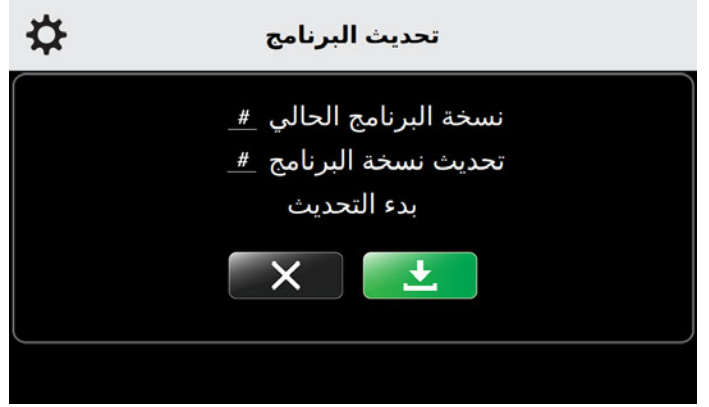 تحديث البرنامج
نسخة البرنامج الحالي #
تحديث نسخة البرنامج #
بدء التحديث